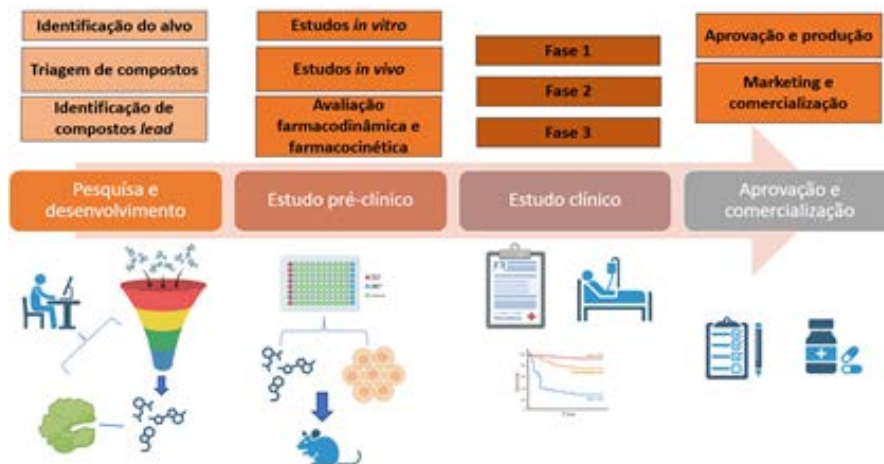 Identificação do alvo
Triagem de compostos
Identificação de
compostos lead
Estudos in vitro
Estudos in vivo
Avaliação
farmacodinâmica e
farmacocinética
Fase 1
Fase 2
Fase 3
Aprovação e produção
Marketing e
comercialização
Pesquisa e
desenvolvimento
Estudo pré-clínico
Estudo clínico
Aprovação e
comercialização